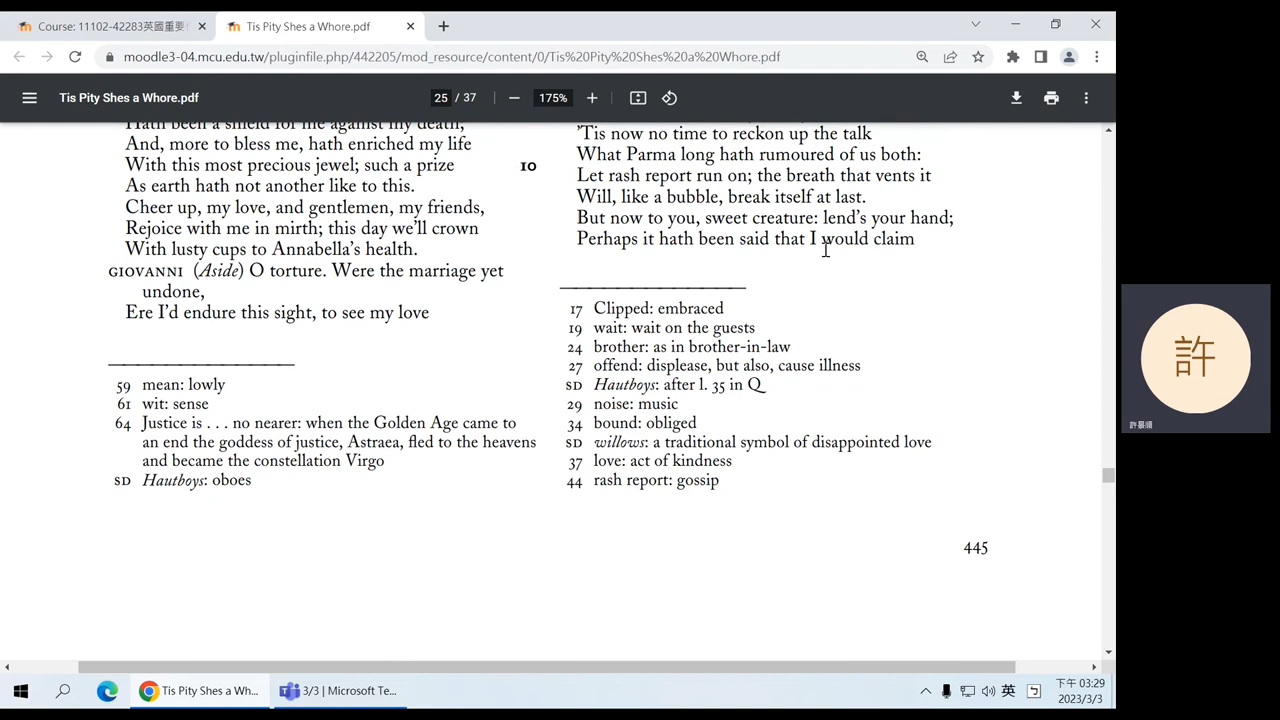 Course: 11102-42283英國重要
Tis Pity Shes a Whore.pdf
moodle3-04.mcu.edu.tw/pluginfile.php/442205/mod_resource/content/0/Tis%20Pity%20Shes%20a%20Whore.pdf
Tis Pity Shes a Whore.pdf
25 / 37
175%
Hath been a shield for me against my death;
And, more to bless me, hath enriched my life
With this most precious jewel; such a prize 10
As earth hath not another like to this.
Cheer up, my love, and gentlemen, my friends,
Rejoice with me in mirth; this day we'll crown
With lusty cups to Annabella's health.
GIOVANNI (Aside) O torture. Were the marriage yet
undone,
Ere I'd endure this sight, to see my love
59 mean: lowly
61 wit: sense
64 Justice is . . . no nearer: when the Golden Age came to
an end the goddess of justice, Astraea, fled to the heavens
and became the constellation Virgo
SD Hautboys: oboes
'Tis now no time to reckon up the talk
What Parma long hath rumoured of us both:
Let rash report run on; the breath that vents it
Will, like a bubble, break itself at last.
But now to you, sweet creature: lend's your hand;
Perhaps it hath been said that I would claim
17 Clipped: embraced
19 wait: wait on the guests
24 brother: as in brother-in-law
27 offend: displease, but also, cause illness
SD Hautboys: after l. 35 in Q
29 noise: music
34 bound: obliged
SD willows: a traditional symbol of disappointed love
37 love: act of kindness
44 rash report: gossip
445
許
許景順
Tis Pity Shes a Wh...
3/3 | Microsoft Te...
英
下午 03:29
2023/3/3